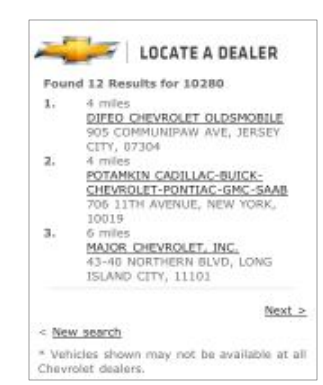 LOCATE A DEALER
Found 12 Results for 10280
1. 4 miles
DIFEO CHEVROLET OLDSMOBILE
905 COMMUNIPAW AVE, JERSEY
CITY, 07304
2. 4 miles
POTAMKIN CADILLAC-BUICK-
CHEVROLET-PONTIAC-GMC-SAAB
706 11TH AVENUE, NEW YORK,
10019
3. 6 miles
MAJOR CHEVROLET, INC.
43-40 NORTHERN BLVD, LONG
ISLAND CITY, 11101
Next >
< New search
* Vehicles shown may not be available at all
Chevrolet dealers.